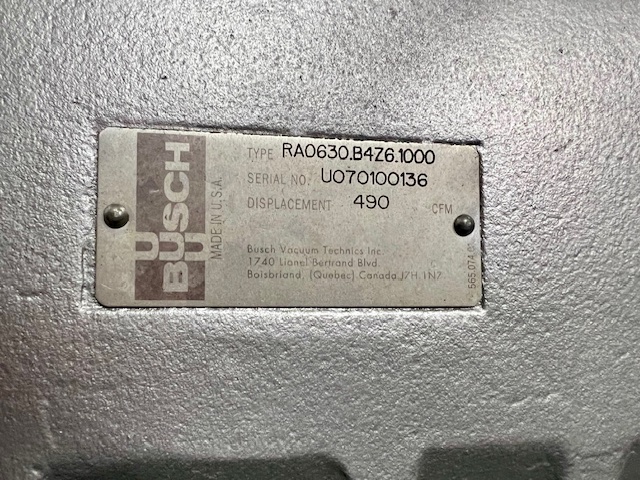 TYPE RA0630.B4Z6.1000
SERIAL NO. U070100136
DISPLACEMENT 490 CFM
Busch Vacuum Technics Inc.
1740 Lionel Bertrand Blvd.
Boisbriand, (Quebec) Canada, J7H 1N7
BUSCH
MADE IN U.S.A.